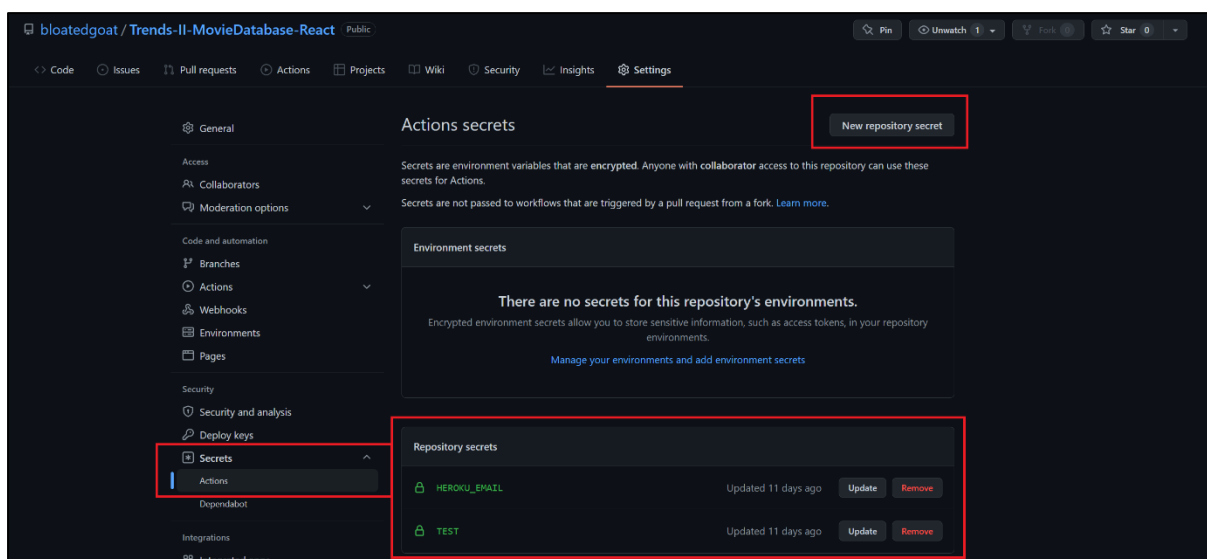 bloatedgoat / Trends-II-MovieDatabase-React Public
Pin Unwatch 1 Fork 0 Star 0
<> Code Issues Pull requests Actions Projects Wiki Security Insights Settings
General
Access
Collaborators
Moderation options
Code and automation
Branches
Actions
Webhooks
Environments
Pages
Security
Security and analysis
Deploy keys
Secrets
Actions
Dependabot
Integrations
Actions secrets
New repository secret
Secrets are environment variables that are encrypted. Anyone with collaborator access to this repository can use these
secrets for Actions.
Secrets are not passed to workflows that are triggered by a pull request from a fork. Learn more.
Environment secrets
There are no secrets for this repository's environments.
Encrypted environment secrets allow you to store sensitive information, such as access tokens, in your repository
environments.
Manage your environments and add environment secrets
Repository secrets
HEROKU_EMAIL Updated 11 days ago Update Remove
TEST Updated 11 days ago Update Remove